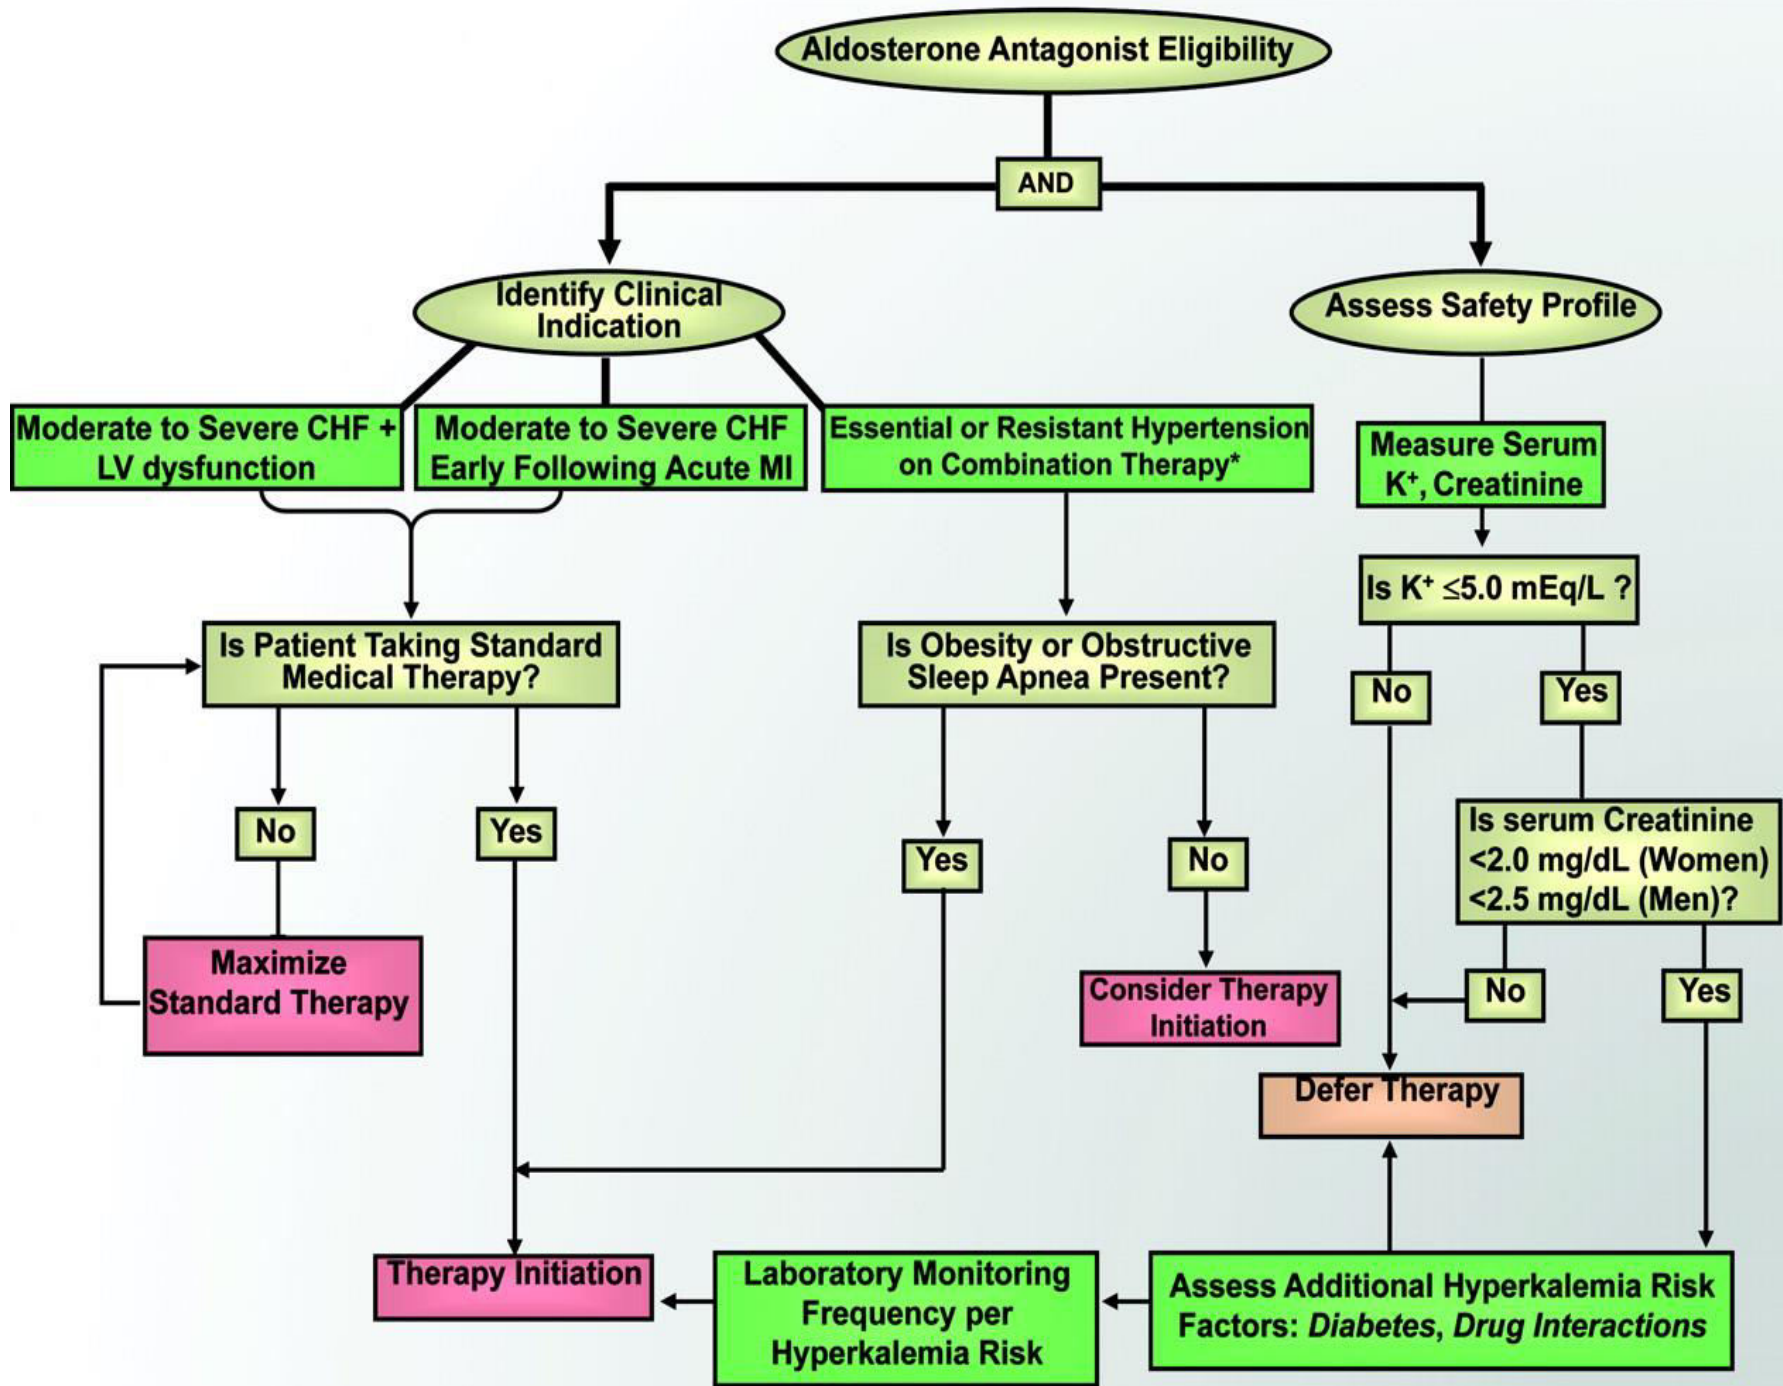 Aldosterone Antagonist Eligibility
AND
Identify Clinical
Indication
Assess Safety Profile
Moderate to Severe CHF +
LV dysfunction
Moderate to Severe CHF
Early Following Acute MI
Essential or Resistant Hypertension
on Combination Therapy*
Measure Serum
K⁺, Creatinine
Is K⁺ ≤5.0 mEq/L ?
Is Patient Taking Standard
Medical Therapy?
Is Obesity or Obstructive
Sleep Apnea Present?
No
Yes
No
Yes
Yes
No
Is serum Creatinine
<2.0 mg/dL (Women)
<2.5 mg/dL (Men)?
Maximize
Standard Therapy
Consider Therapy
Initiation
No
Yes
Defer Therapy
Therapy Initiation
Laboratory Monitoring
Frequency per
Hyperkalemia Risk
Assess Additional Hyperkalemia Risk
Factors: Diabetes, Drug Interactions